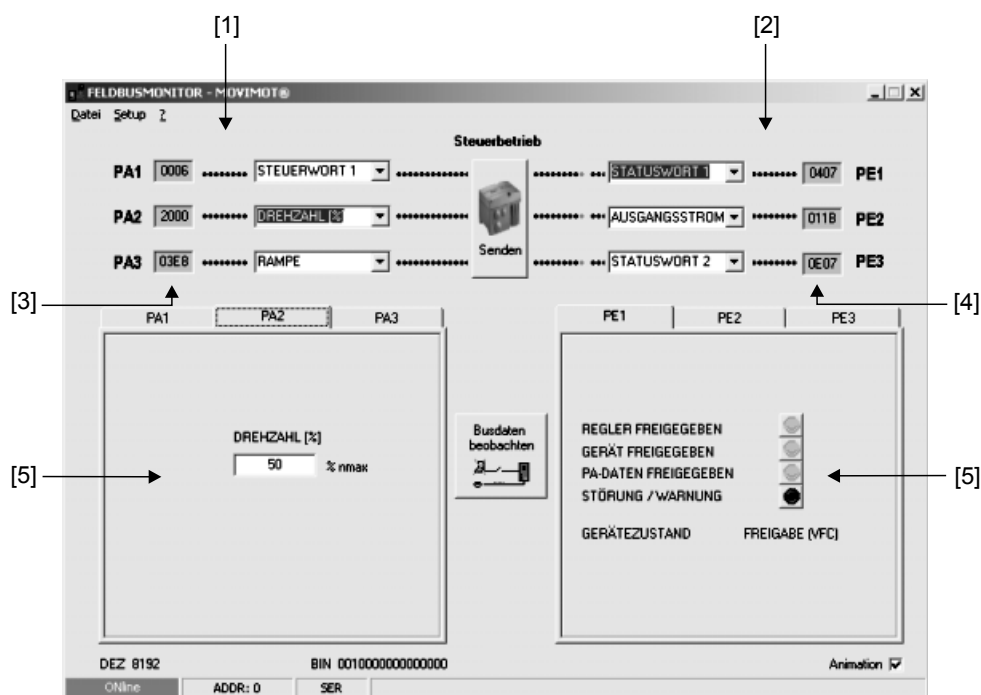 [1] [2]
FELDBUSMONITOR - MOVIMOT®
Datei Setup ?
Steuerbetrieb
PA1 0006 STEUERWORT 1 STATUSWORT 1 0407 PE1
PA2 2000 DREHZAHL [%] AUSGANGSSTROM 011B PE2
PA3 03E8 RAMPE Senden STATUSWORT 2 0E07 PE3
[3] [4]
PA1 PA2 PA3 PE1 PE2 PE3
DREHZAHL [%]
50 % nmax
Busdaten
beobachten
REGLER FREIGEGEBEN
GERÄT FREIGEGEBEN
PA-DATEN FREIGEGEBEN
STÖRUNG / WARNUNG
GERÄTEZUSTAND FREIGABE (VFC)
[5] [5]
DEZ 8192 BIN 0010000000000000 Animation
ONline ADDR: 0 SER